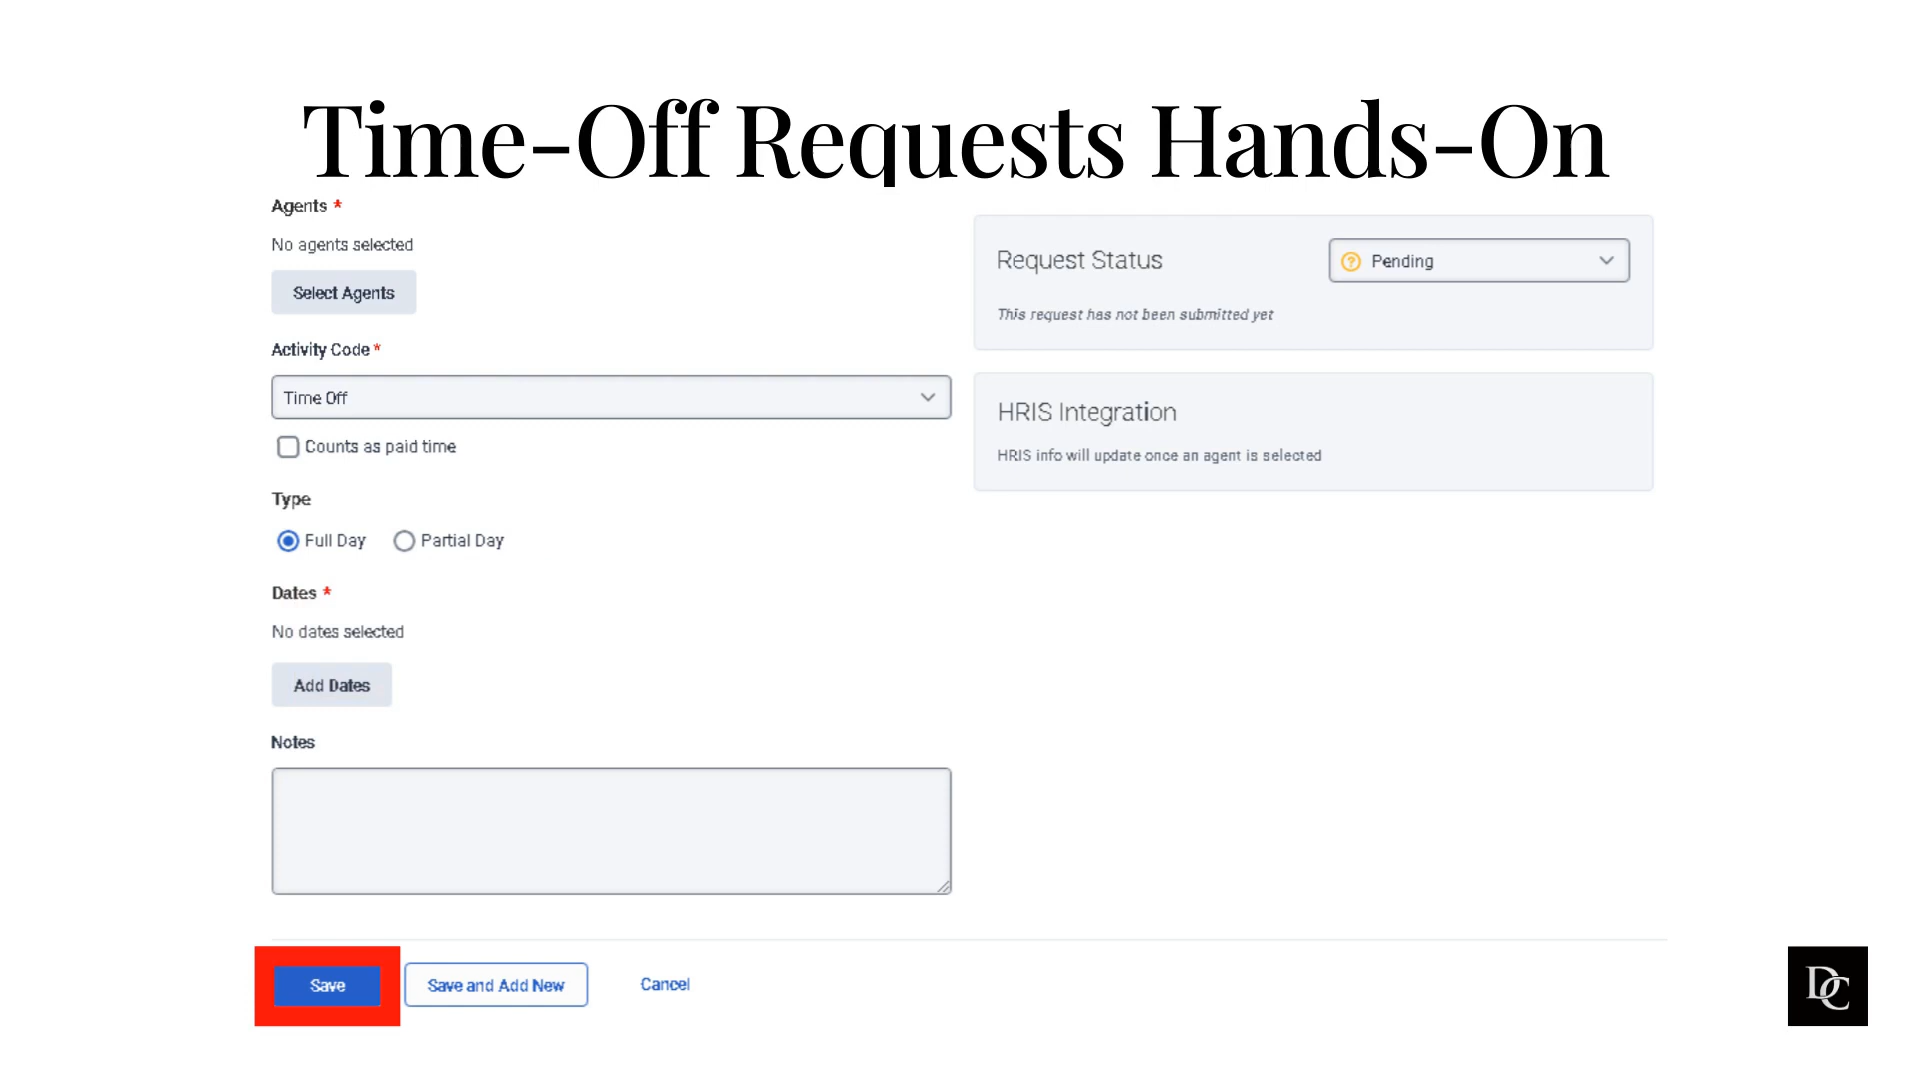 Time-Off Requests Hands-On
Agents *
No agents selected
Select Agents
Activity Code *
Time Off
Counts as paid time
Type
Full Day Partial Day
Dates *
No dates selected
Add Dates
Notes
Save Save and Add New Cancel
Request Status Pending
This request has not been submitted yet
HRIS Integration
HRIS info will update once an agent is selected
DC